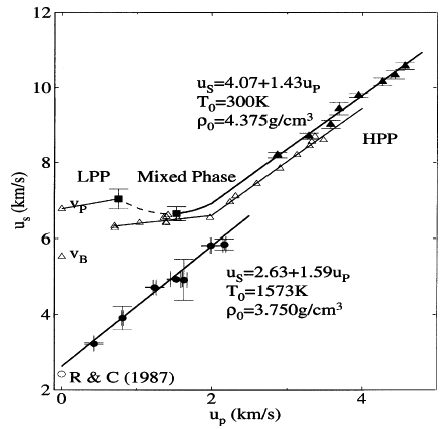 12
10
8
6
4
2
0
2
4
u_s (km/s)
u_p (km/s)
u_S=4.07+1.43u_P
T_0=300K
ρ_0=4.375g/cm^3
LPP
Mixed Phase
HPP
v_P
v_B
u_S=2.63+1.59u_P
T_0=1573K
ρ_0=3.750g/cm^3
R & C (1987)